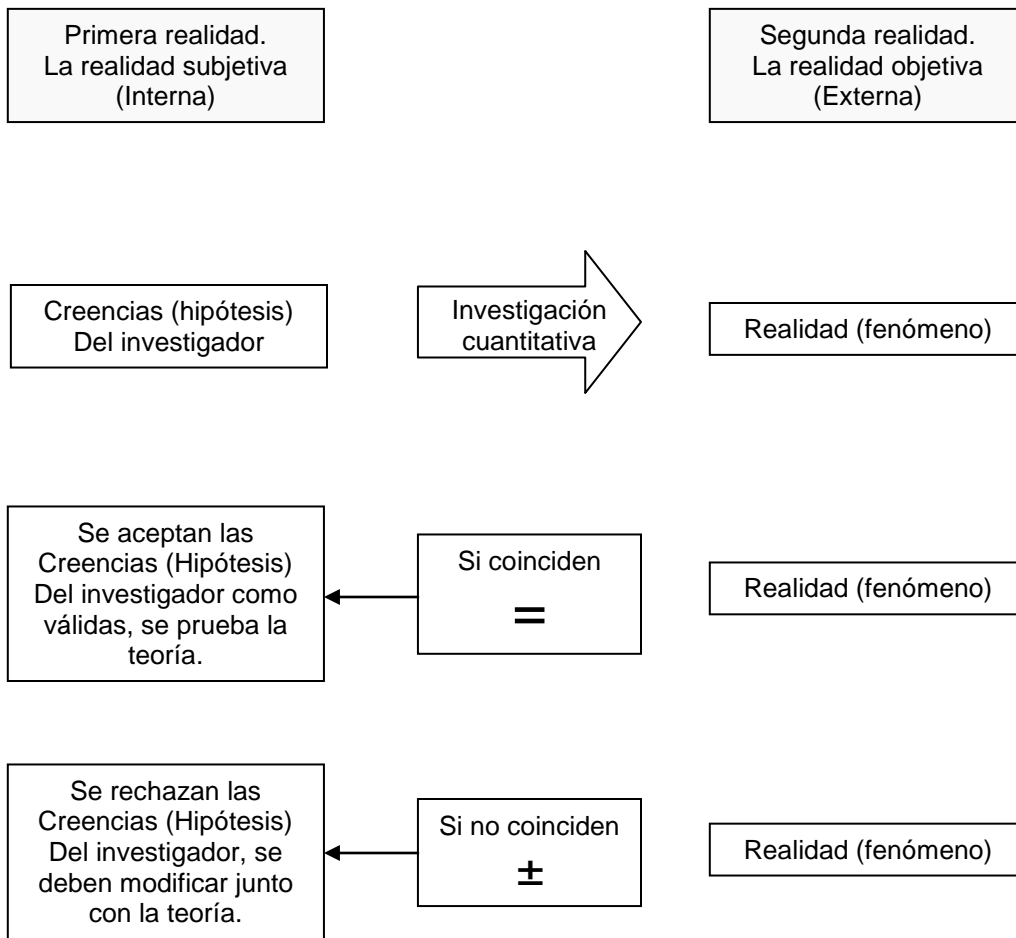 Primera realidad.
La realidad subjetiva
(Interna)
Segunda realidad.
La realidad objetiva
(Externa)
Creencias (hipótesis)
Del investigador
Investigación
cuantitativa
Realidad (fenómeno)
Se aceptan las
Creencias (Hipótesis)
Del investigador como
válidas, se prueba la
teoría.
Si coinciden
=
Realidad (fenómeno)
Se rechazan las
Creencias (Hipótesis)
Del investigador, se
deben modificar junto
con la teoría.
Si no coinciden
±
Realidad (fenómeno)